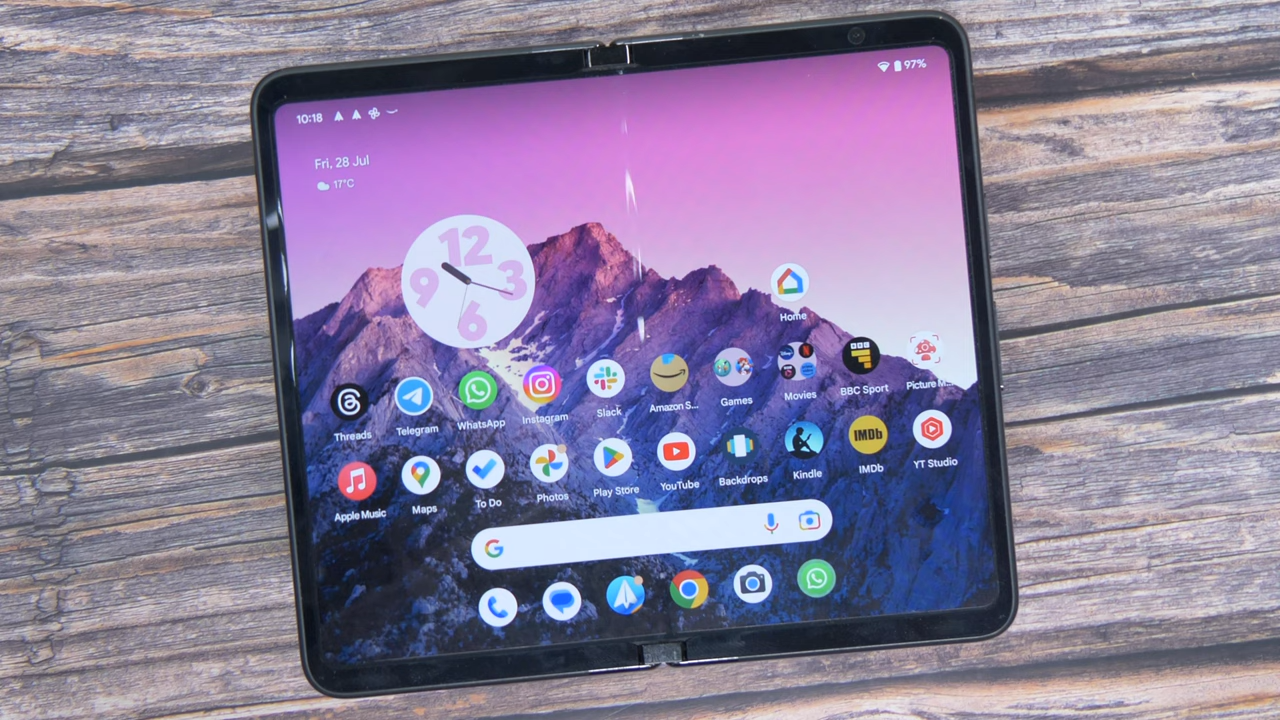 10:18
97%
Fri, 28 Jul
17°C
12
9
3
6
Home
Threads
Telegram
WhatsApp
Instagram
Slack
Amazon S...
Games
Movies
BBC Sport
Picture M...
BBC
Apple Music
Maps
To Do
Photos
Play Store
YouTube
Backdrops
Kindle
IMDb
IMDb
YT Studio
G